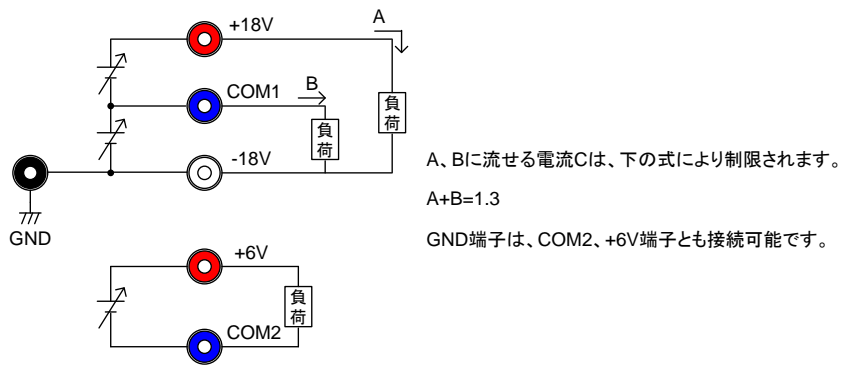 A
+18V
B
COM1
負荷
負荷
-18V
GND
A、Bに流せる電流Cは、下の式により制限されます。
A+B=1.3
GND端子は、COM2、+6V端子とも接続可能です。
+6V
負荷
COM2